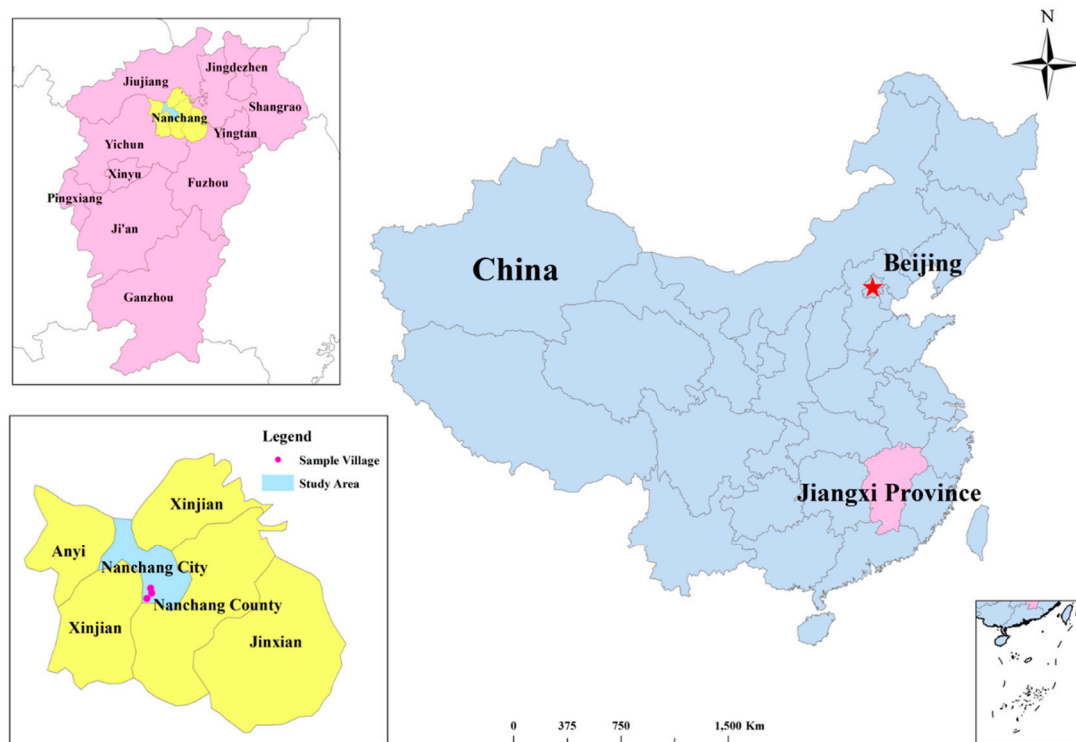 Jingdezhen
Jiujiang
Shangrao
Nanchang
Yingtan
Yichun
Xinyu
Fuzhou
Pingxiang
Ji'an
Ganzhou
N
China
Beijing
Jiangxi Province
Legend
Sample Village
Study Area
Xinjian
Anyi
Nanchang City
Nanchang County
Xinjian
Jinxian
0 375 750 1,500 Km